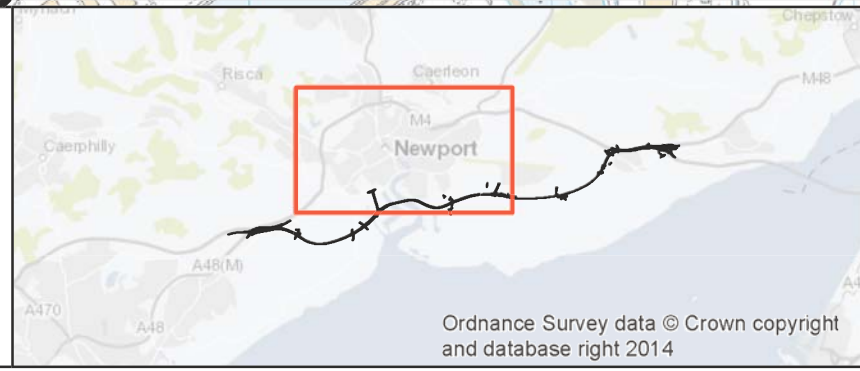 Chepstow
Risca
Caerleon
M48
M4
Newport
Caerphilly
A48(M)
A470
A48
Ordnance Survey data © Crown copyright
and database right 2014